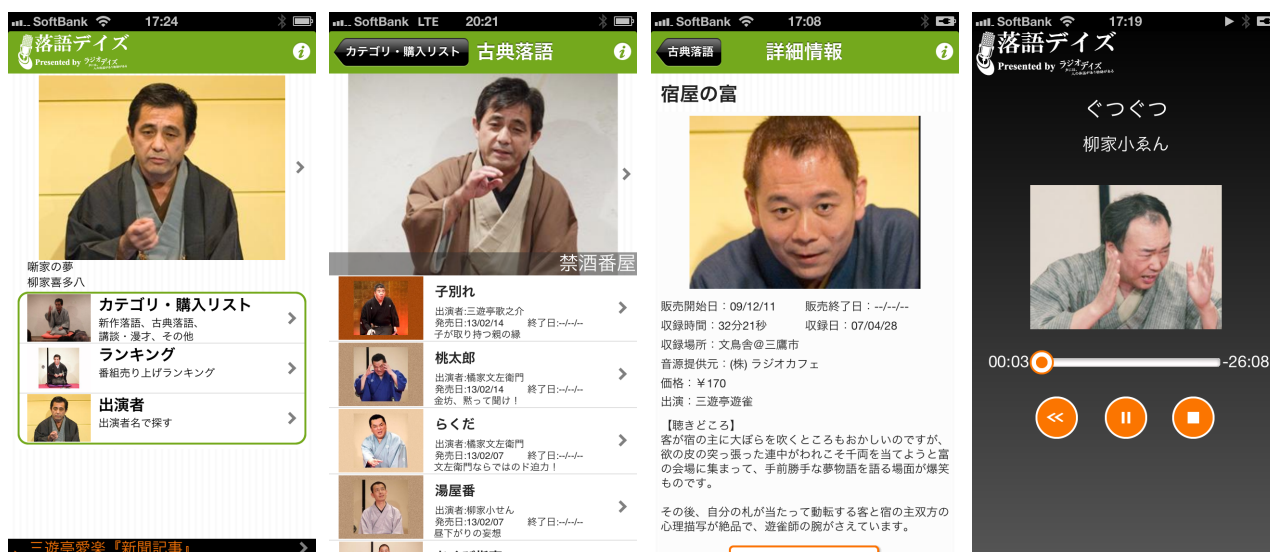 SoftBank 17:24
落語デイズ
Presented by ラジオデイズ
噺家の夢
柳家喜多八
カテゴリ・購入リスト
新作落語、古典落語、
講談・漫才、その他
ランキング
番組売り上げランキング
出演者
出演者名で探す
三遊亭愛楽『新聞記事』
SoftBank LTE 20:21
カテゴリ・購入リスト 古典落語
禁酒番屋
子別れ
出演者:三遊亭歌之介
発売日:13/02/14 終了日:--/--/--
子が取り持つ親の縁
桃太郎
出演者:橘家文左衛門
発売日:13/02/14 終了日:--/--/--
金坊、黙って聞け！
らくだ
出演者:橘家文左衛門
発売日:13/02/07 終了日:--/--/--
文左衛門ならではのド迫力！
湯屋番
出演者:柳家小せん
発売日:13/02/07 終了日:--/--/--
昼下がりの妄想
SoftBank 17:08
古典落語 詳細情報
宿屋の富
販売開始日：09/12/11 販売終了日：--/--/--
収録時間：32分21秒 収録日：07/04/28
収録場所：文鳥舎@三鷹市
音源提供元：(株) ラジオカフェ
価格：￥170
出演：三遊亭遊雀
【聴きどころ】
客が宿の主に大ぼらを吹くところもおかしいのですが、
欲の皮の突っ張った連中がわれこそ千両を当てようと富
の会場に集まって、手前勝手な夢物語を語る場面が爆笑
ものです。
その後、自分の札が当たって動転する客と宿の主双方の
心理描写が絶品で、遊雀師の腕がさえています。
SoftBank 17:19
落語デイズ
Presented by ラジオデイズ
ぐつぐつ
柳家小ゑん
00:03 -26:08